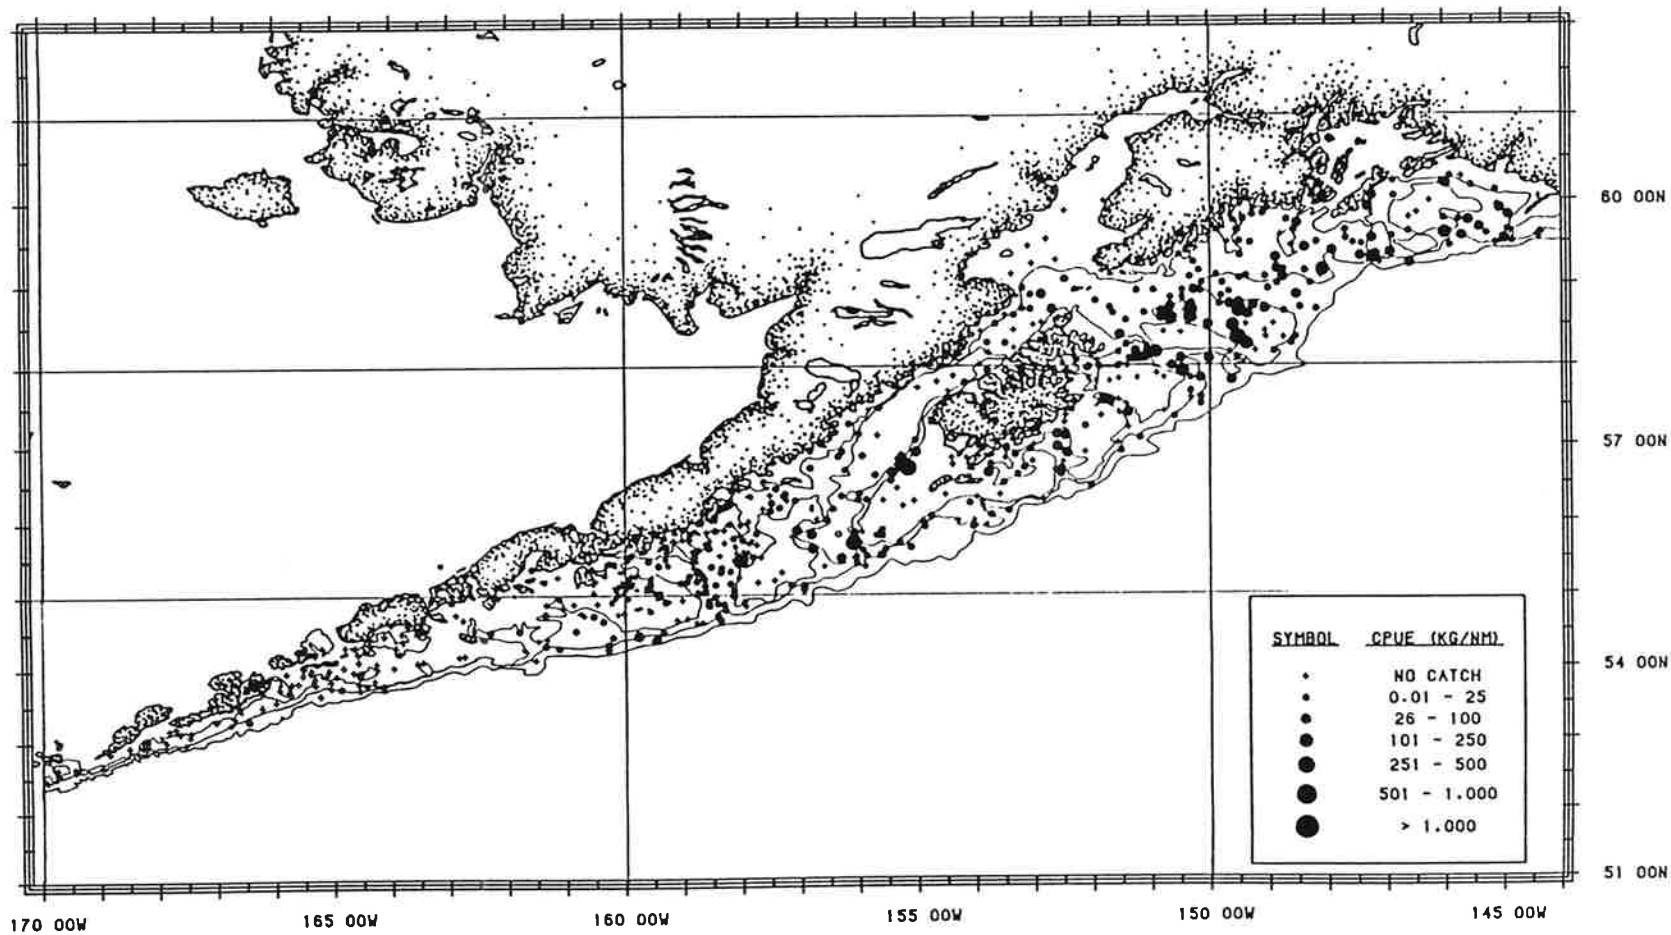 60 00N
57 00N
SYMBOL CPUE (KG/NM)
NO CATCH
0.01 - 25
26 - 100
101 - 250
251 - 500
501 - 1.000
> 1.000
54 00N
51 00N
170 00W 165 00W 160 00W 155 00W 150 00W 145 00W